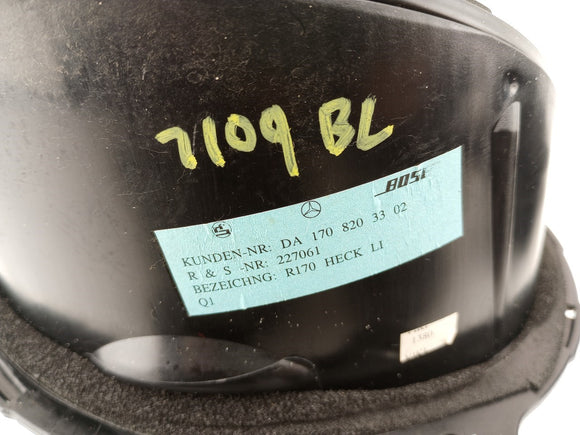 7109 BL
BOSE
KUNDEN-NR: DA 170 820 33 02
R & S -NR: 227061
BEZEICHNG: R170 HECK LI
Q1